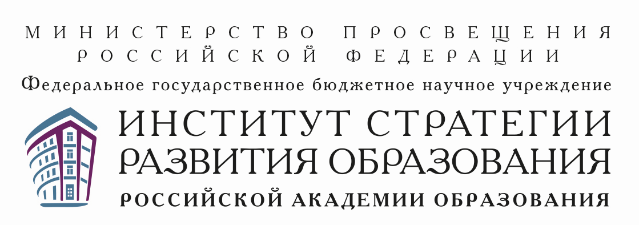 МИНИСТЕРСТВО ПРОСВЕЩЕНИЯ
РОССИЙСКОЙ ФЕДЕРАЦИИ
Федеральное государственное бюджетное научное учреждение
ИНСТИТУТ СТРАТЕГИИ
РАЗВИТИЯ ОБРАЗОВАНИЯ
РОССИЙСКОЙ АКАДЕМИИ ОБРАЗОВАНИЯ